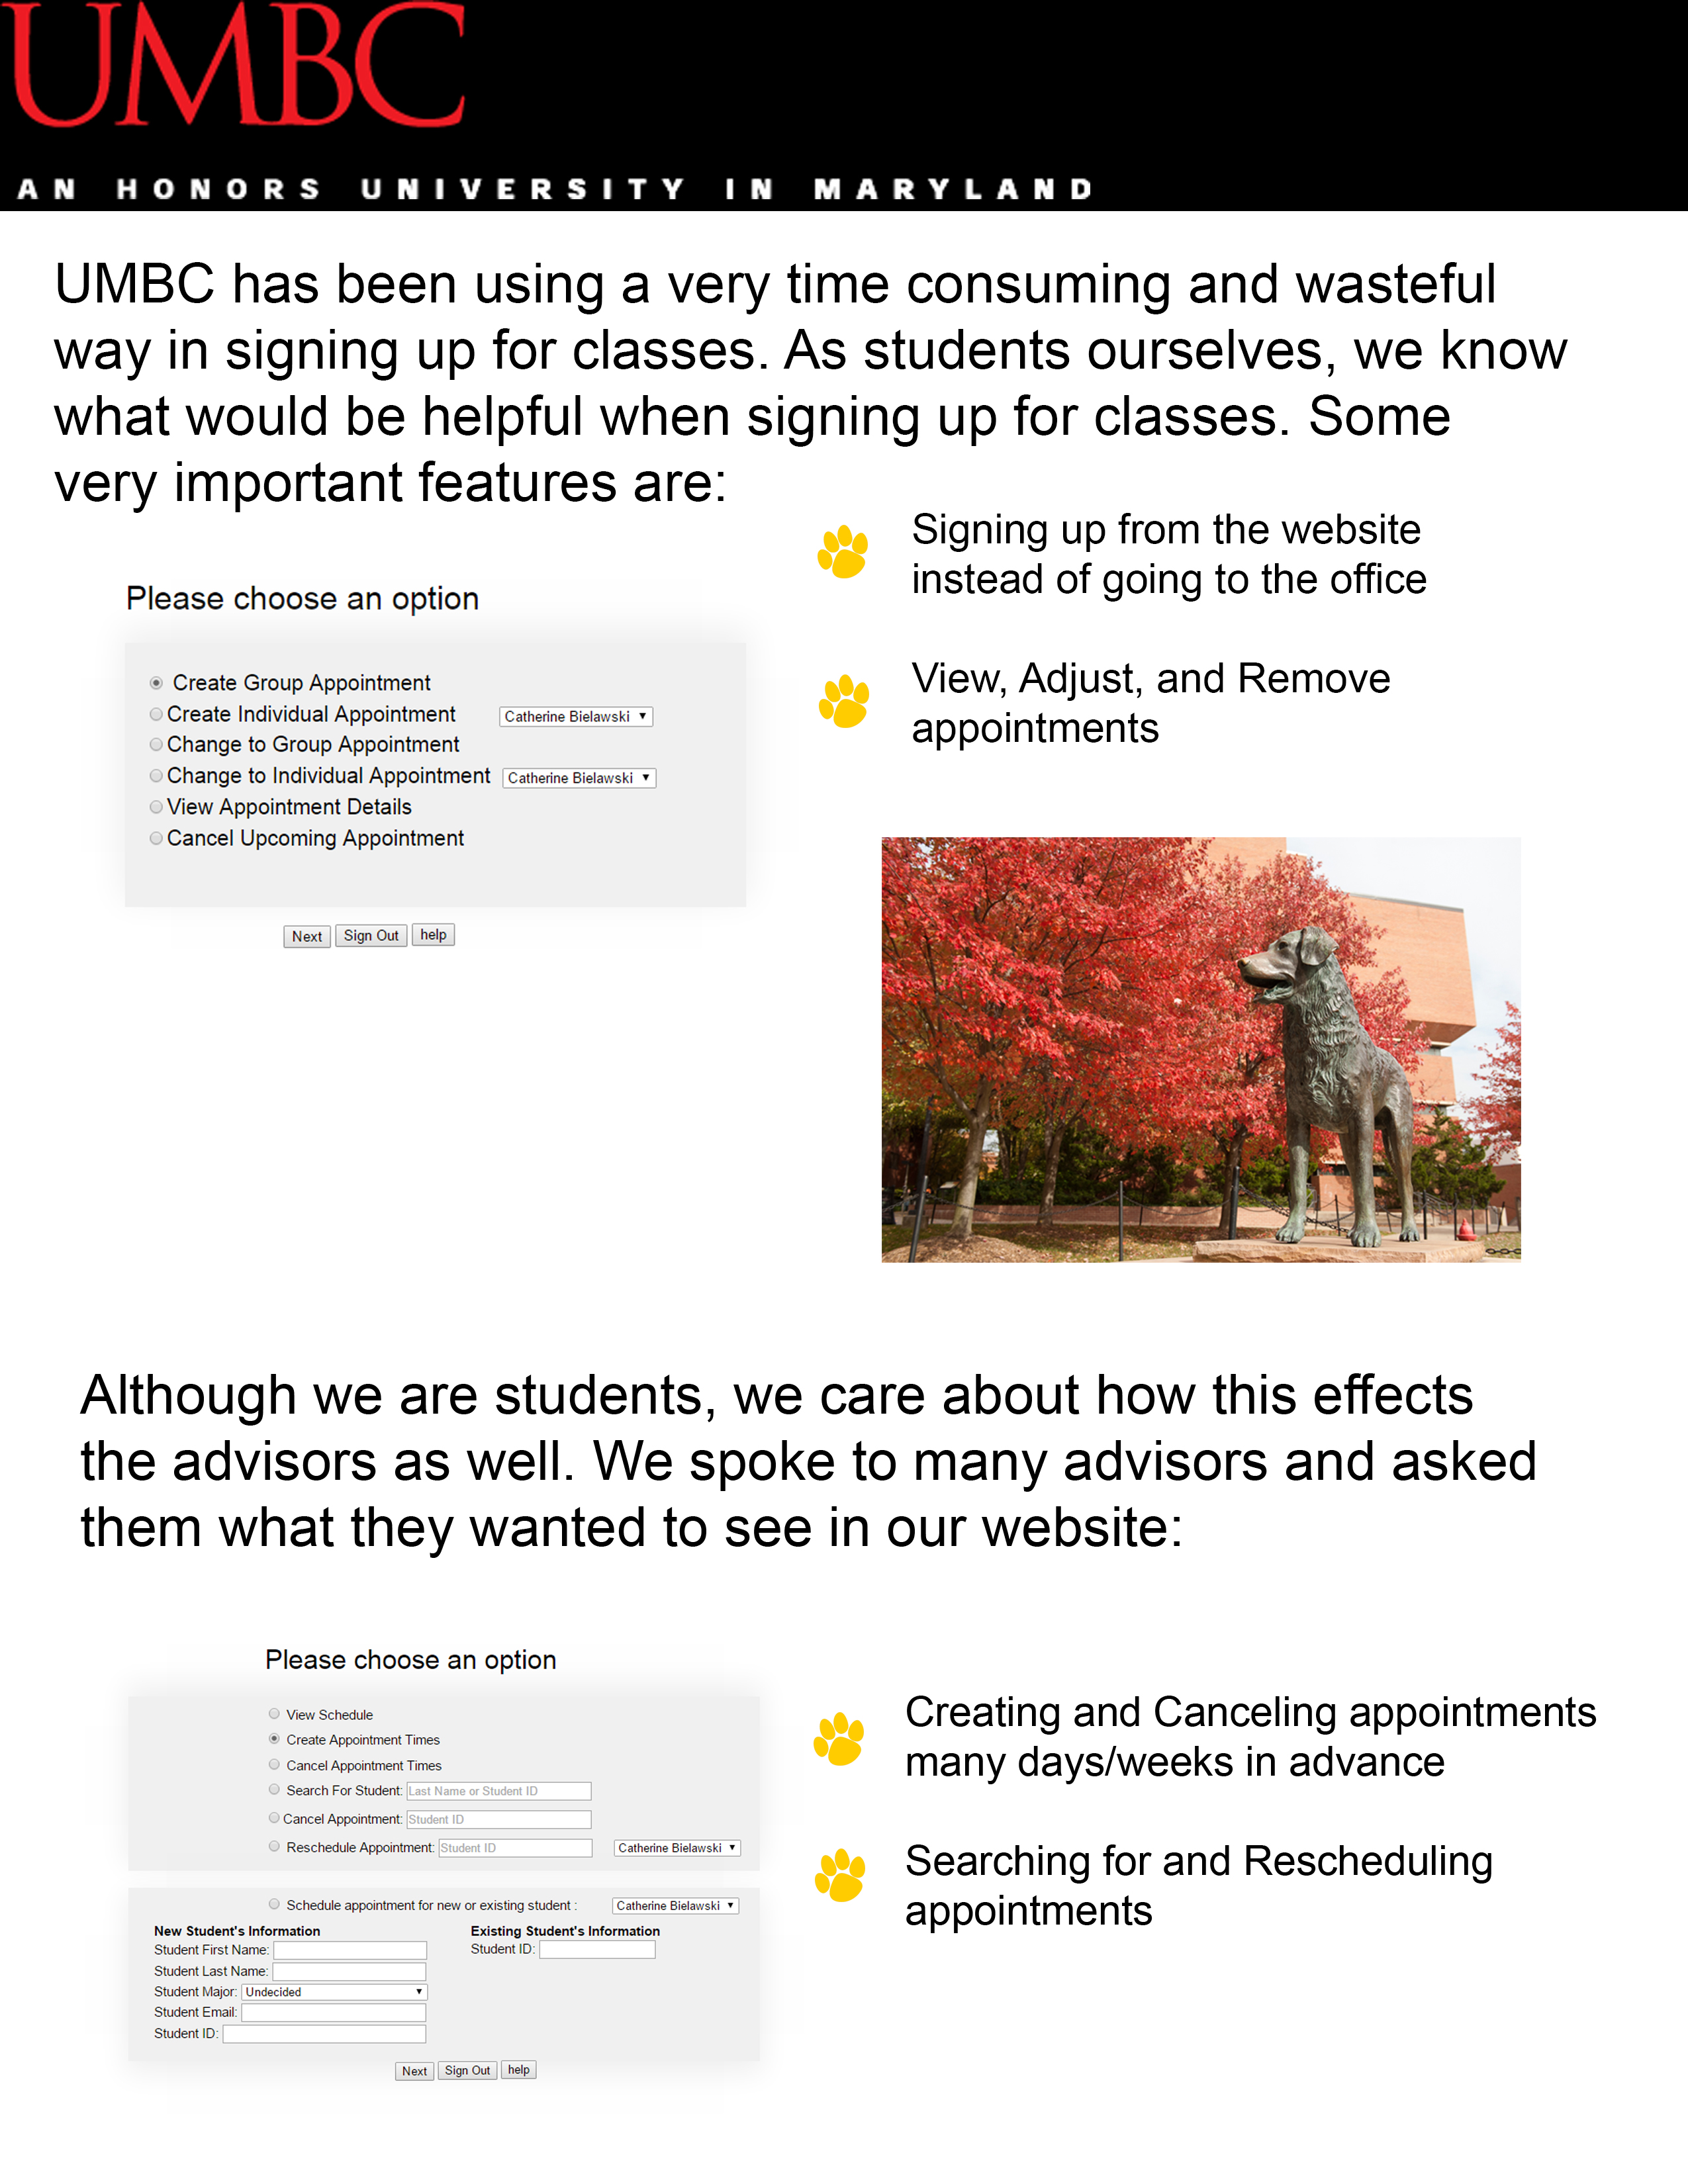 UMBC
AN HONORS UNIVERSITY IN MARYLAND
UMBC has been using a very time consuming and wasteful
way in signing up for classes. As students ourselves, we know
what would be helpful when signing up for classes. Some
very important features are:
Signing up from the website
instead of going to the office
View, Adjust, and Remove
appointments
Please choose an option
Create Group Appointment
Create Individual Appointment Catherine Bielawski
Change to Group Appointment
Change to Individual Appointment Catherine Bielawski
View Appointment Details
Cancel Upcoming Appointment
Next Sign Out help
Although we are students, we care about how this effects
the advisors as well. We spoke to many advisors and asked
them what they wanted to see in our website:
Please choose an option
View Schedule
Create Appointment Times
Cancel Appointment Times
Search For Student: Last Name or Student ID
Cancel Appointment: Student ID
Reschedule Appointment: Student ID Catherine Bielawski
Schedule appointment for new or existing student : Catherine Bielawski
New Student's Information
Student First Name:
Student Last Name:
Student Major: Undecided
Student Email:
Student ID:
Existing Student's Information
Student ID:
Next Sign Out help
Creating and Canceling appointments
many days/weeks in advance
Searching for and Rescheduling
appointments